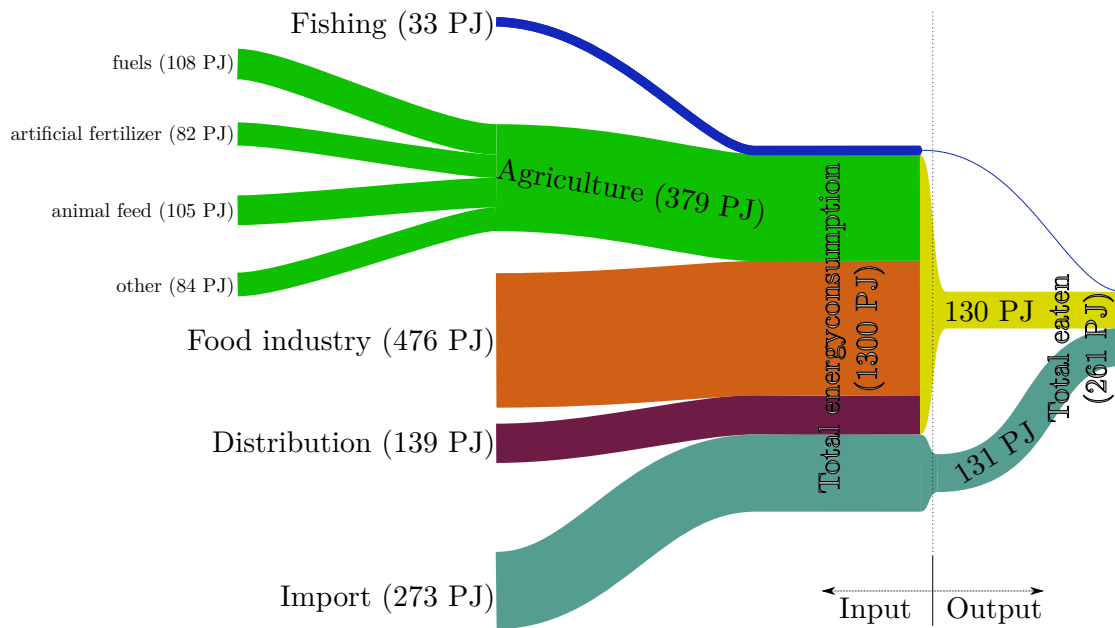 Fishing (33 PJ)
fuels (108 PJ)
artificial fertilizer (82 PJ)
animal feed (105 PJ)
other (84 PJ)
Agriculture (379 PJ)
Food industry (476 PJ)
Distribution (139 PJ)
Import (273 PJ)
Total energyconsumption
(1300 PJ)
130 PJ
131 PJ
Total eaten
(261 PJ)
Input
Output